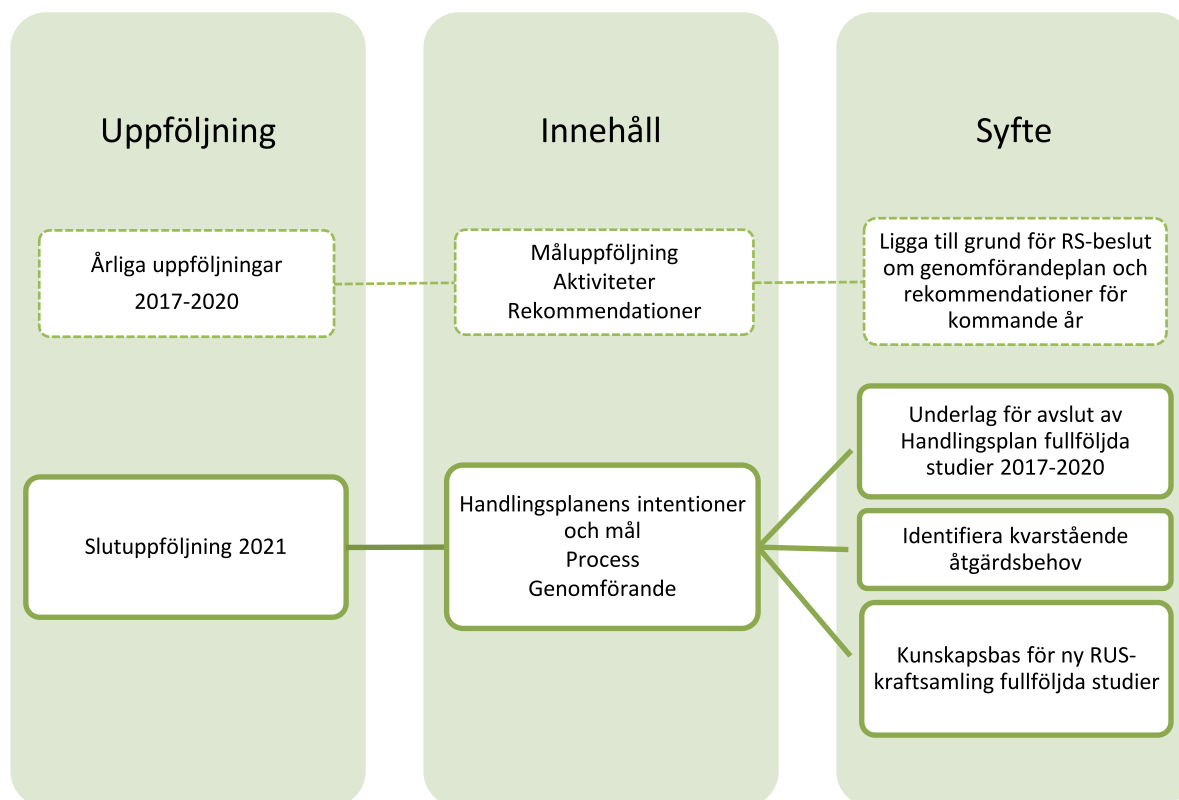 Uppföljning
Innehåll
Syfte
Årliga uppföljningar
2017-2020
Måluppföljning
Aktiviteter
Rekommendationer
Ligga till grund för RS-beslut
om genomförandeplan och
rekommendationer för
kommande år
Slutuppföljning 2021
Handlingsplanens intentioner
och mål
Process
Genomförande
Underlag för avslut av
Handlingsplan fullföljda
studier 2017-2020
Identifiera kvarstående
åtgärdsbehov
Kunskapsbas för ny RUS-
kraftsamling fullföljda studier